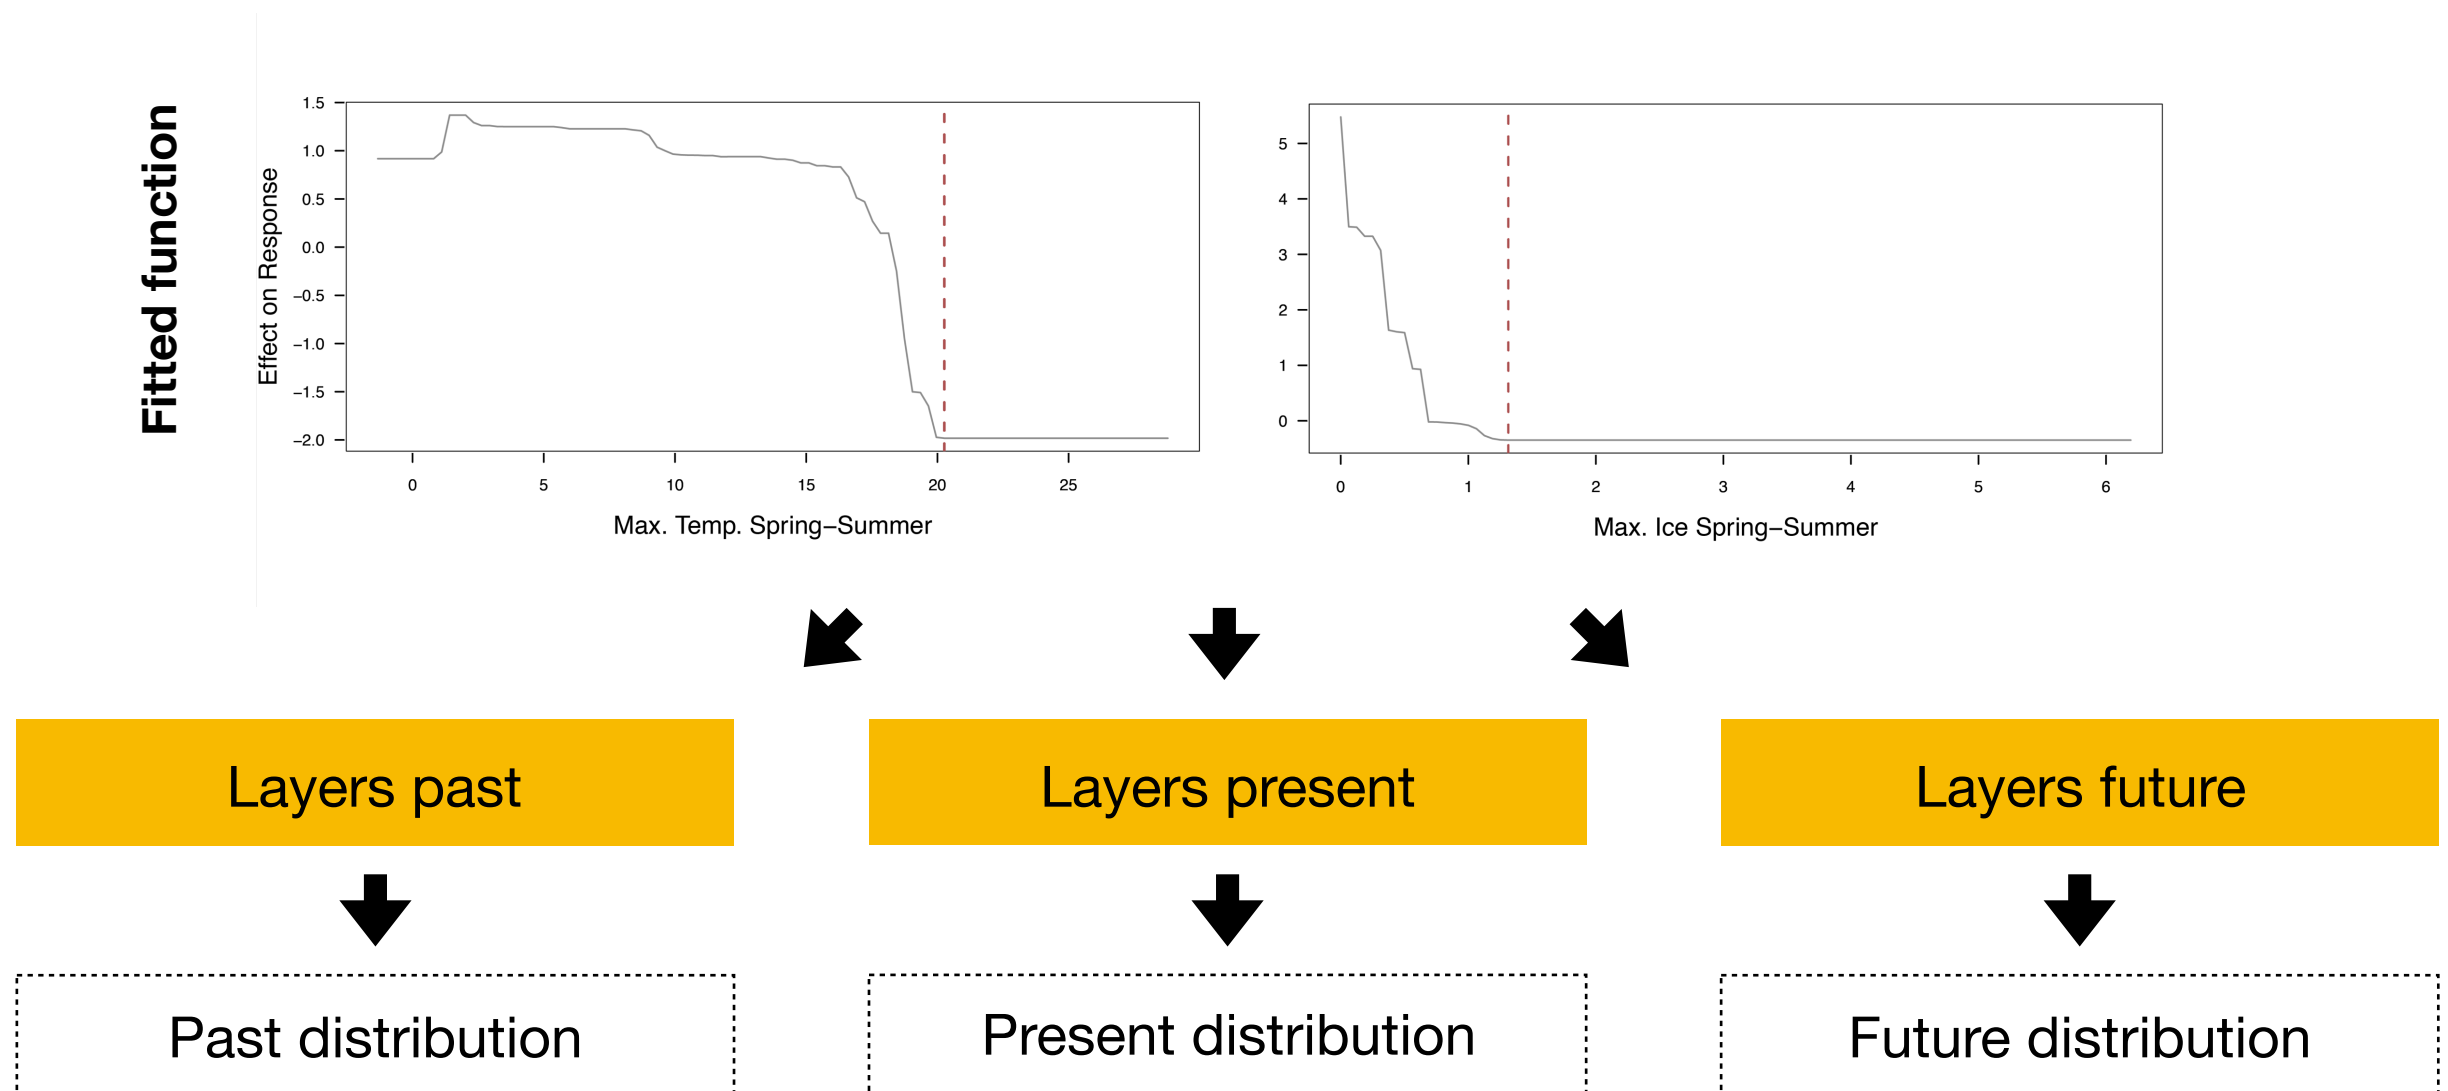 Fitted function
Effect on Response
1.5
1.0
0.5
0.0
−0.5
−1.0
−1.5
−2.0
0 5 10 15 20 25
Max. Temp. Spring−Summer
5
4
3
2
1
0
0 1 2 3 4 5 6
Max. Ice Spring−Summer
Layers past
Layers present
Layers future
Past distribution
Present distribution
Future distribution